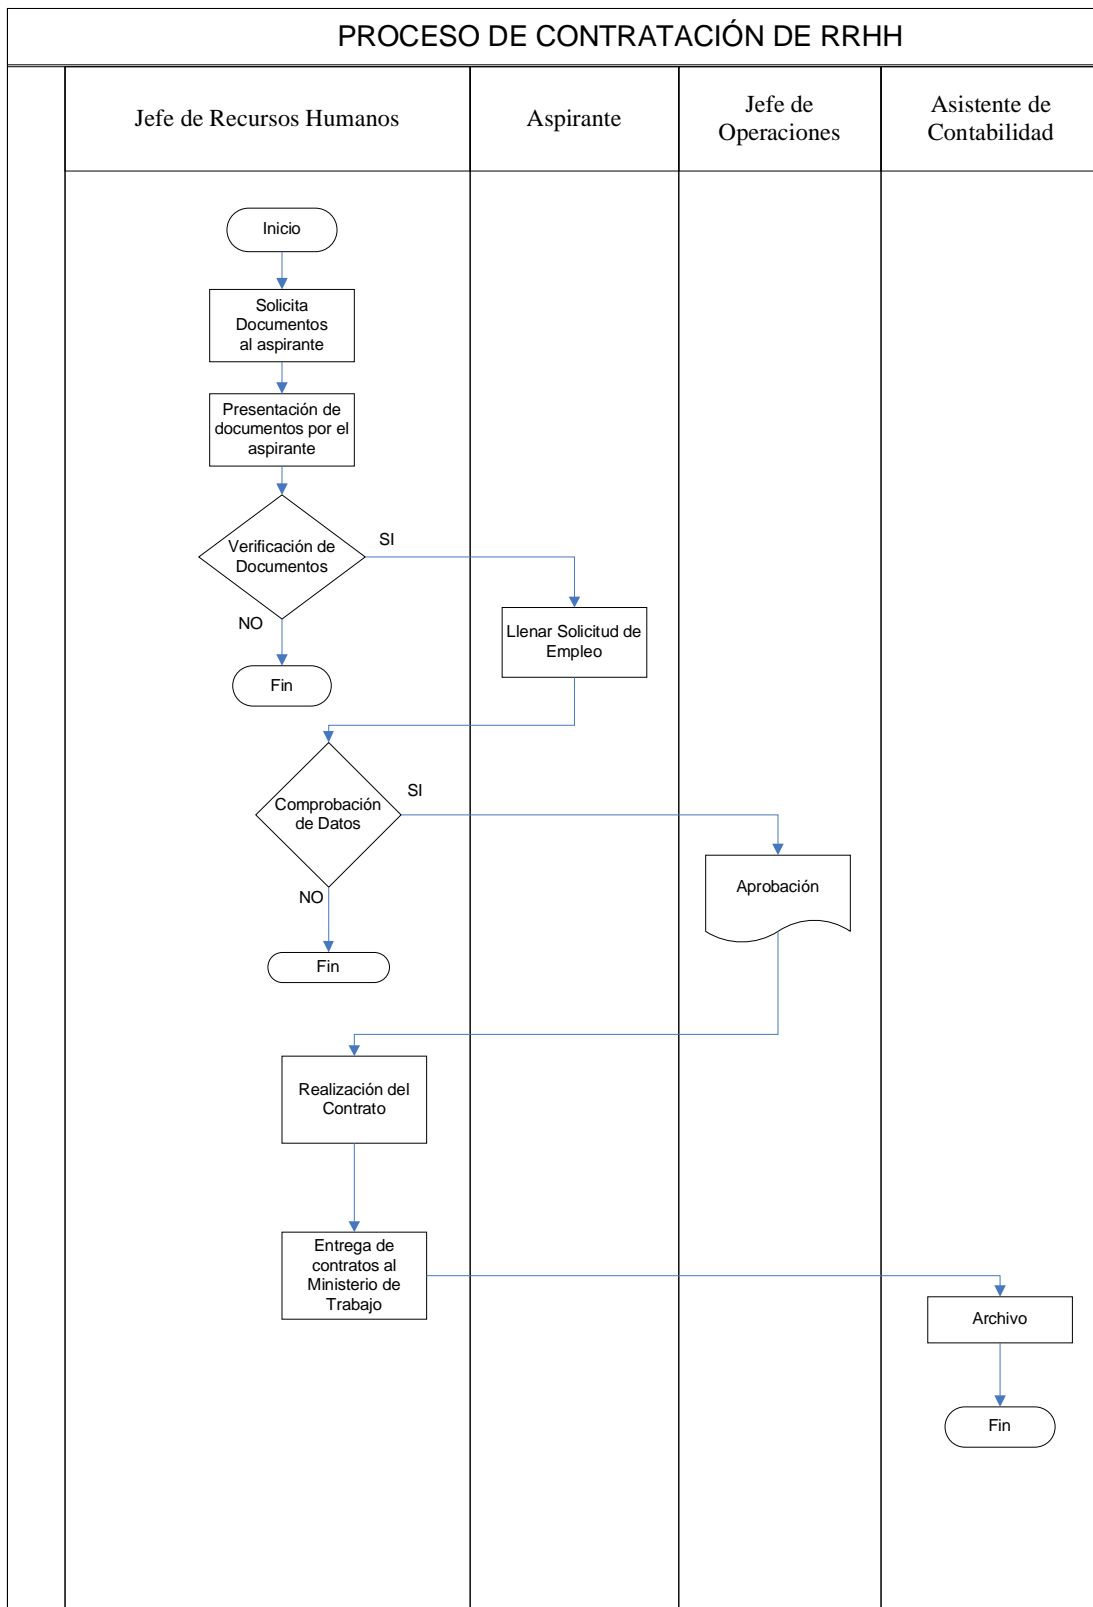 PROCESO DE CONTRATACIÓN DE RRHH
Jefe de Recursos Humanos
Aspirante
Jefe de
Operaciones
Asistente de
Contabilidad
Inicio
Solicita
Documentos
al aspirante
Presentación de
documentos por el
aspirante
Verificación de
Documentos
SI
NO
Llenar Solicitud de
Empleo
Fin
Comprobación
de Datos
SI
NO
Aprobación
Fin
Realización del
Contrato
Entrega de
contratos al
Ministerio de
Trabajo
Archivo
Fin